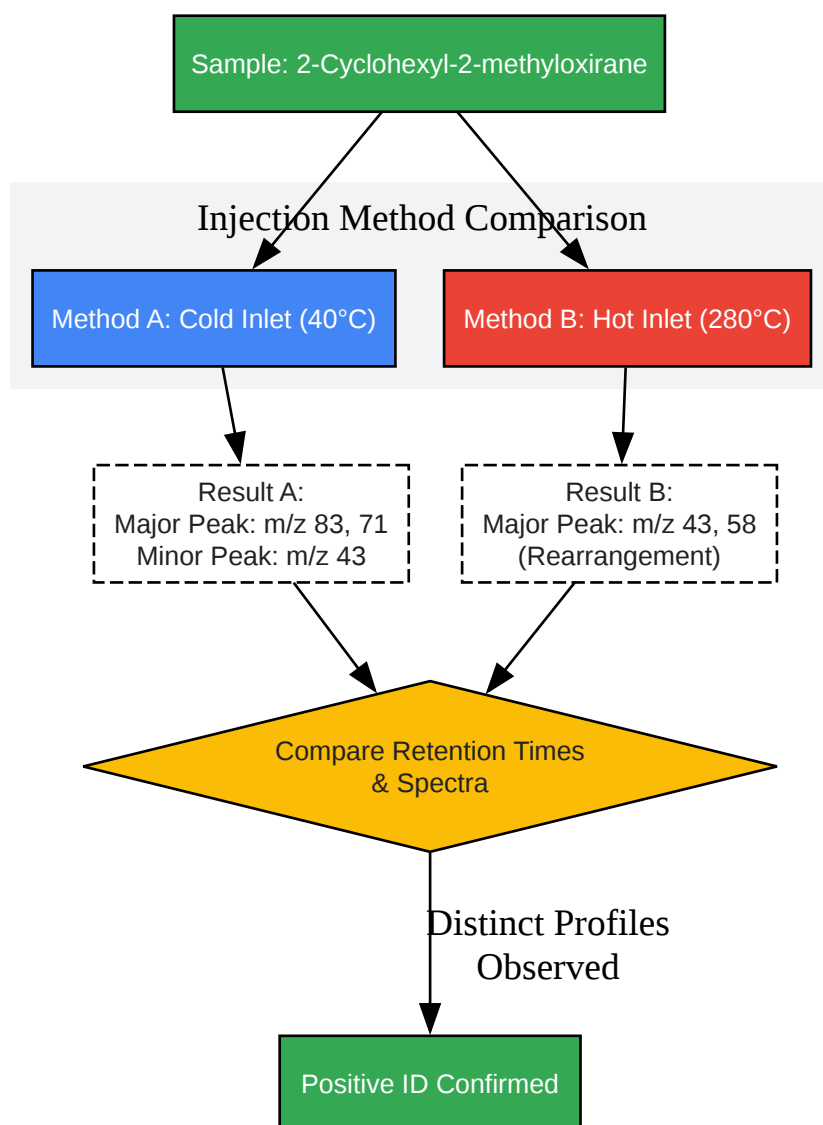 Sample: 2-Cyclohexyl-2-methyloxirane
Injection Method Comparison
Method A: Cold Inlet (40°C)
Method B: Hot Inlet (280°C)
Result A:
Major Peak: m/z 83, 71
Minor Peak: m/z 43
Result B:
Major Peak: m/z 43, 58
(Rearrangement)
Compare Retention Times
& Spectra
Distinct Profiles
Observed
Positive ID Confirmed